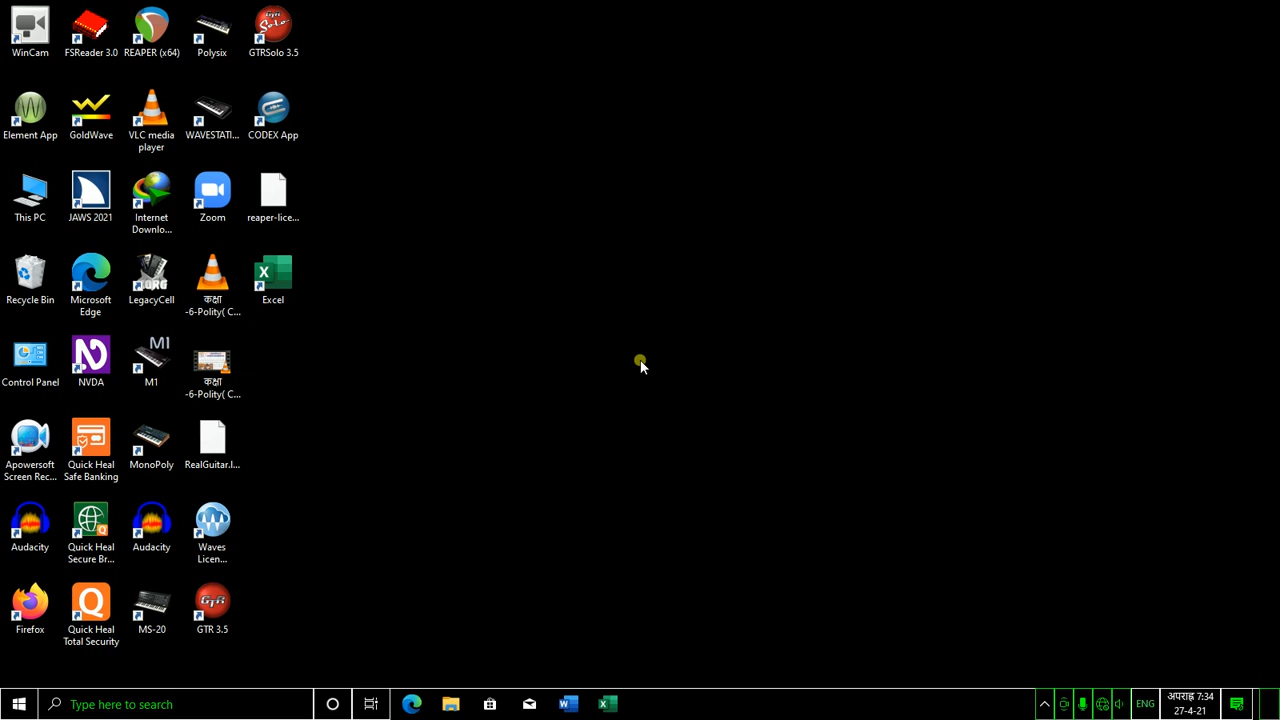 WinCam
FSReader 3.0
REAPER (x64)
Polysix
GTRSolo 3.5
Element App
GoldWave
VLC media
player
WAVESTATI...
CODEX App
This PC
JAWS 2021
Internet
Downlo...
Zoom
reaper-lice...
Recycle Bin
Microsoft
Edge
LegacyCell
कक्षा
-6-Polity( C...
Excel
Control Panel
NVDA
M1
M1
कक्षा
-6-Polity( C...
Apowersoft
Screen Rec...
Quick Heal
Safe Banking
MonoPoly
RealGuitar.l...
Audacity
Quick Heal
Secure Br...
Audacity
Waves
Licen...
Firefox
Quick Heal
Total Security
MS-20
GTR
GTR 3.5
Type here to search
ENG
अपराह्न 7:34
27-4-21